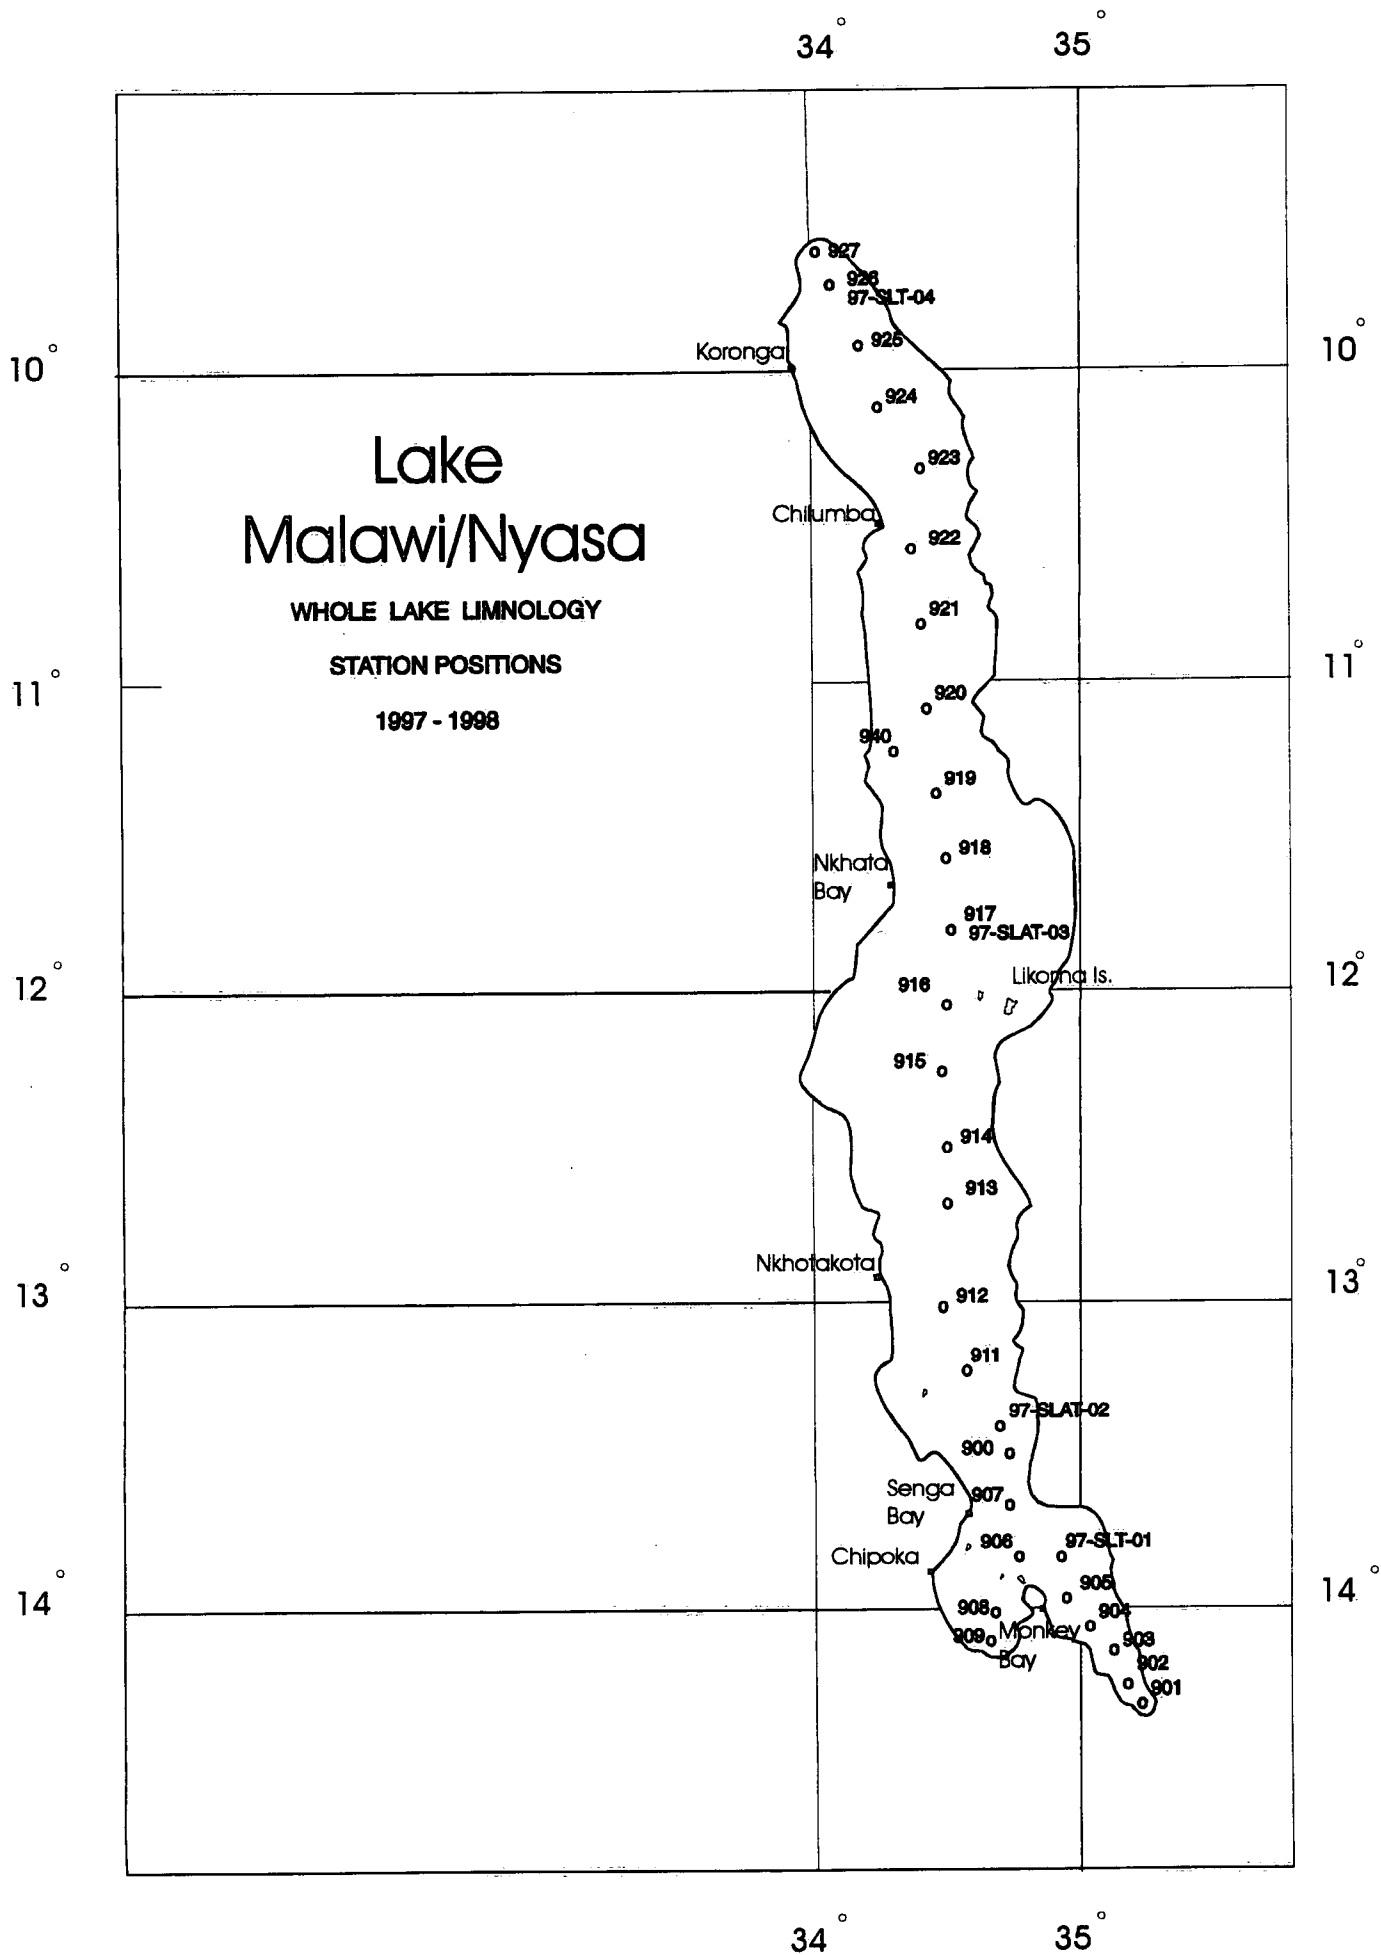 34°
35°
927
926
97-SLT-04
925
Koronga
10°
10°
924
Lake
923
Malawi/Nyasa
Chilumba
922
WHOLE LAKE LIMNOLOGY
921
STATION POSITIONS
11°
11°
920
1997 - 1998
940
919
918
Nkhata
Bay
917
97-SLAT-03
Likoma Is.
12°
12°
916
915
914
913
Nkhotakota
13°
13°
912
911
97-SLAT-02
900
Senga
Bay
907
906
97-SLT-01
Chipoka
905
14°
14°
908
904
909
Monkey
Bay
903
902
901
34°
35°